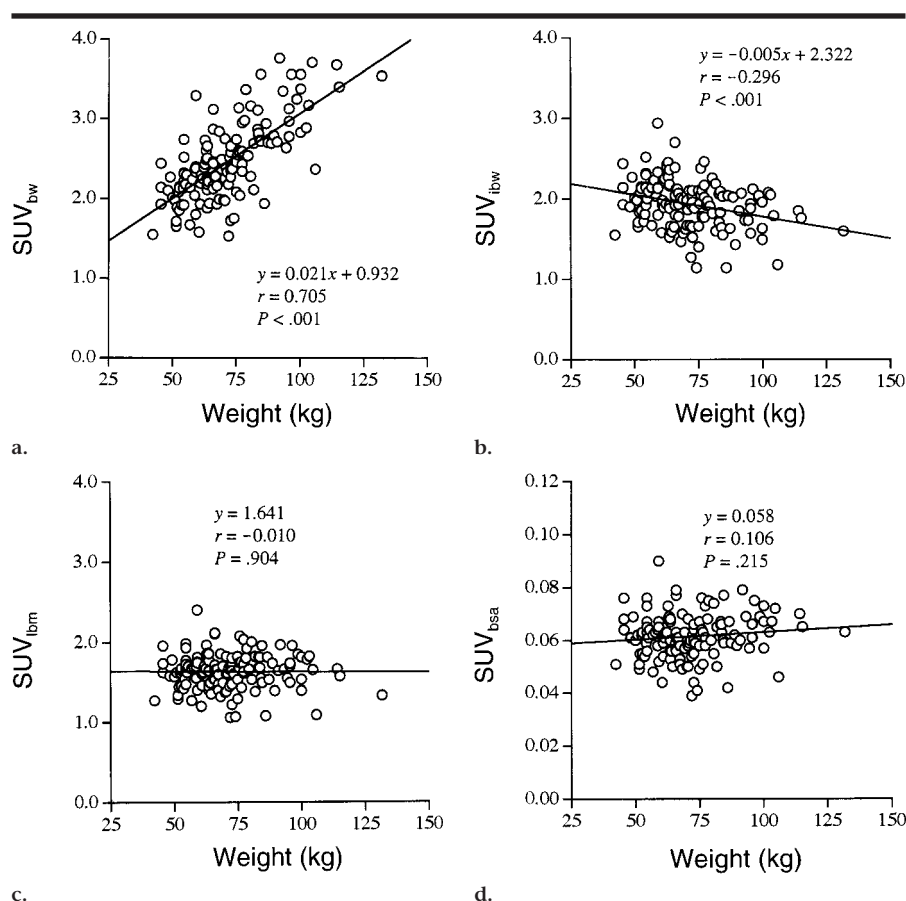 4.0
3.0
2.0
1.0
0.0
SUVbw
y = 0.021x + 0.932
r = 0.705
P < .001
25 50 75 100 125 150
Weight (kg)
a.
4.0
3.0
2.0
1.0
0.0
SUVibw
y = −0.005x + 2.322
r = −0.296
P < .001
25 50 75 100 125 150
Weight (kg)
b.
4.0
3.0
2.0
1.0
0.0
SUVlbm
y = 1.641
r = −0.010
P = .904
25 50 75 100 125 150
Weight (kg)
c.
0.12
0.10
0.08
0.06
0.04
0.02
0.00
SUVbsa
y = 0.058
r = 0.106
P = .215
25 50 75 100 125 150
Weight (kg)
d.